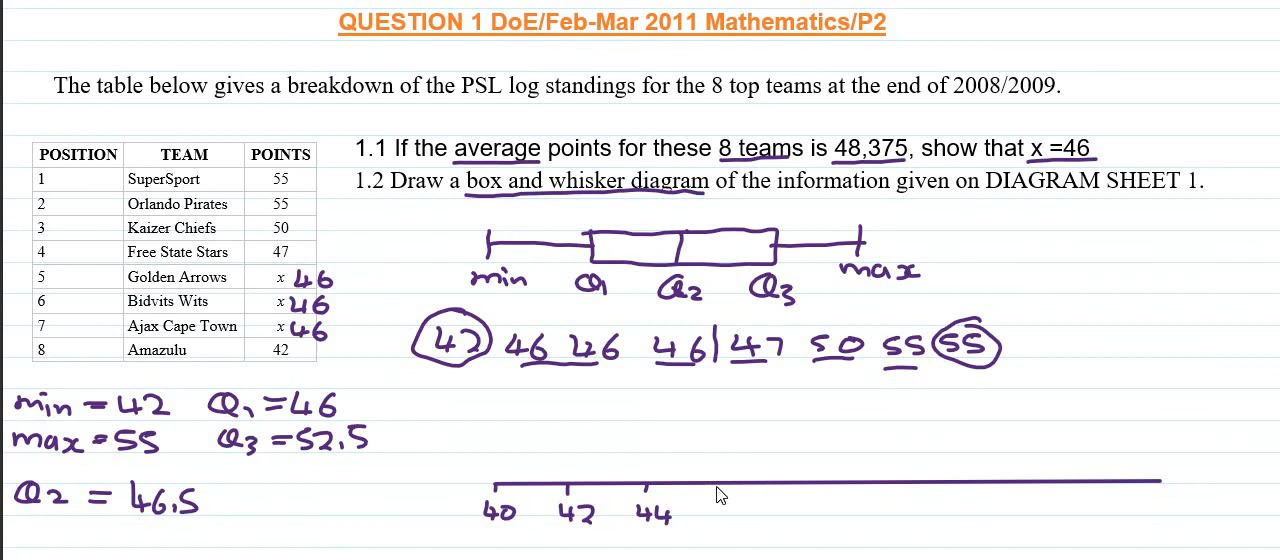 QUESTION 1 DoE/Feb-Mar 2011 Mathematics/P2
The table below gives a breakdown of the PSL log standings for the 8 top teams at the end of 2008/2009.
1.1 If the average points for these 8 teams is 48,375, show that x =46
1.2 Draw a box and whisker diagram of the information given on DIAGRAM SHEET 1.
POSITION TEAM POINTS
1 SuperSport 55
2 Orlando Pirates 55
3 Kaizer Chiefs 50
4 Free State Stars 47
5 Golden Arrows x 46
6 Bidvits Wits x 46
7 Ajax Cape Town x 46
8 Amazulu 42
min Q1 Q2 Q3 max
42 46 46 46 | 47 50 55 55
min = 42 Q1 = 46
max = 55 Q3 = 52.5
Q2 = 46.5
40 42 44